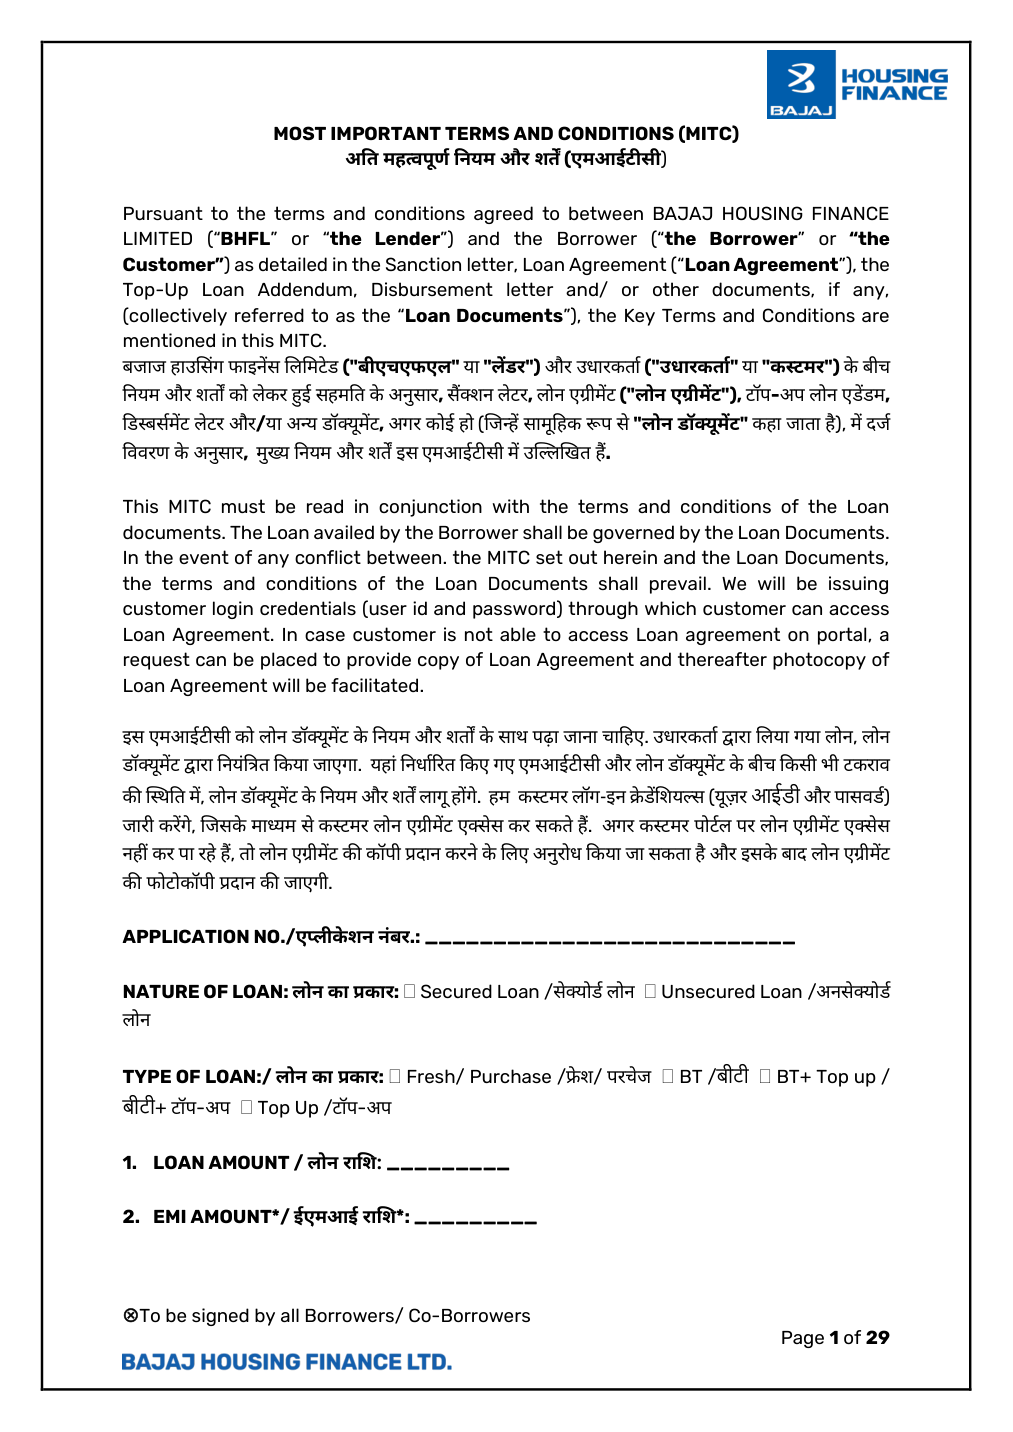 HOUSING
FINANCE
BAJAJ
MOST IMPORTANT TERMS AND CONDITIONS (MITC)
अति महत्वपूर्ण नियम और शर्तें (एमआईटीसी)
Pursuant to the terms and conditions agreed to between BAJAJ HOUSING FINANCE
LIMITED (“BHFL” or “the Lender”) and the Borrower (“the Borrower” or “the
Customer”) as detailed in the Sanction letter, Loan Agreement (“Loan Agreement”), the
Top-Up Loan Addendum, Disbursement letter and/ or other documents, if any,
(collectively referred to as the “Loan Documents”), the Key Terms and Conditions are
mentioned in this MITC.
बजाज हाउसिंग फाइनेंस लिमिटेड ("बीएचएफएल" या "लेंडर") और उधारकर्ता ("उधारकर्ता" या "कस्टमर") के बीच
नियम और शर्तों को लेकर हुई सहमति के अनुसार, सैंक्शन लेटर, लोन एग्रीमेंट ("लोन एग्रीमेंट"), टॉप-अप लोन एडेंडम,
डिस्बर्समेंट लेटर और/या अन्य डॉक्यूमेंट, अगर कोई हो (जिन्हें सामूहिक रूप से "लोन डॉक्यूमेंट" कहा जाता है), में दर्ज
विवरण के अनुसार, मुख्य नियम और शर्तें इस एमआईटीसी में उल्लिखित हैं.
This MITC must be read in conjunction with the terms and conditions of the Loan
documents. The Loan availed by the Borrower shall be governed by the Loan Documents.
In the event of any conflict between. the MITC set out herein and the Loan Documents,
the terms and conditions of the Loan Documents shall prevail. We will be issuing
customer login credentials (user id and password) through which customer can access
Loan Agreement. In case customer is not able to access Loan agreement on portal, a
request can be placed to provide copy of Loan Agreement and thereafter photocopy of
Loan Agreement will be facilitated.
इस एमआईटीसी को लोन डॉक्यूमेंट के नियम और शर्तों के साथ पढ़ा जाना चाहिए. उधारकर्ता द्वारा लिया गया लोन, लोन
डॉक्यूमेंट द्वारा नियंत्रित किया जाएगा. यहां निर्धारित किए गए एमआईटीसी और लोन डॉक्यूमेंट के बीच किसी भी टकराव
की स्थिति में, लोन डॉक्यूमेंट के नियम और शर्तें लागू होंगे. हम कस्टमर लॉग-इन क्रेडेंशियल्स (यूज़र आईडी और पासवर्ड)
जारी करेंगे, जिसके माध्यम से कस्टमर लोन एग्रीमेंट एक्सेस कर सकते हैं. अगर कस्टमर पोर्टल पर लोन एग्रीमेंट एक्सेस
नहीं कर पा रहे हैं, तो लोन एग्रीमेंट की कॉपी प्रदान करने के लिए अनुरोध किया जा सकता है और इसके बाद लोन एग्रीमेंट
की फोटोकॉपी प्रदान की जाएगी.
APPLICATION NO./एप्लीकेशन नंबर.: ___________________________
NATURE OF LOAN: लोन का प्रकार: □ Secured Loan /सेक्योर्ड लोन □ Unsecured Loan /अनसेक्योर्ड
लोन
TYPE OF LOAN:/ लोन का प्रकार: □ Fresh/ Purchase /फ्रेश/ परचेज □ BT /बीटी □ BT+ Top up /
बीटी+ टॉप-अप □ Top Up /टॉप-अप
1. LOAN AMOUNT / लोन राशि: _________
2. EMI AMOUNT*/ ईएमआई राशि*: _________
⊗To be signed by all Borrowers/ Co-Borrowers
Page 1 of 29
BAJAJ HOUSING FINANCE LTD.